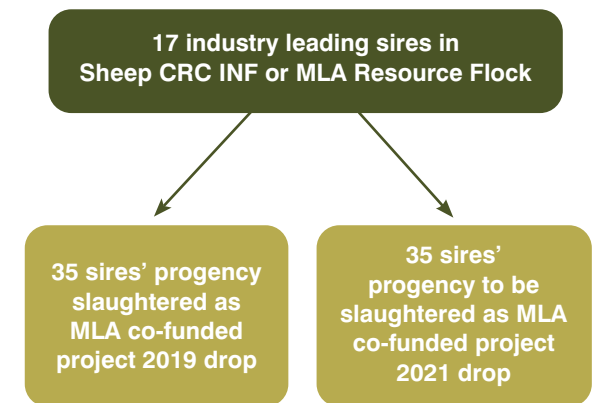 17 industry leading sires in
Sheep CRC INF or MLA Resource Flock
35 sires' progency
slaughtered as
MLA co-funded
project 2019 drop
35 sires'
progency to be
slaughtered as MLA
co-funded project
2021 drop